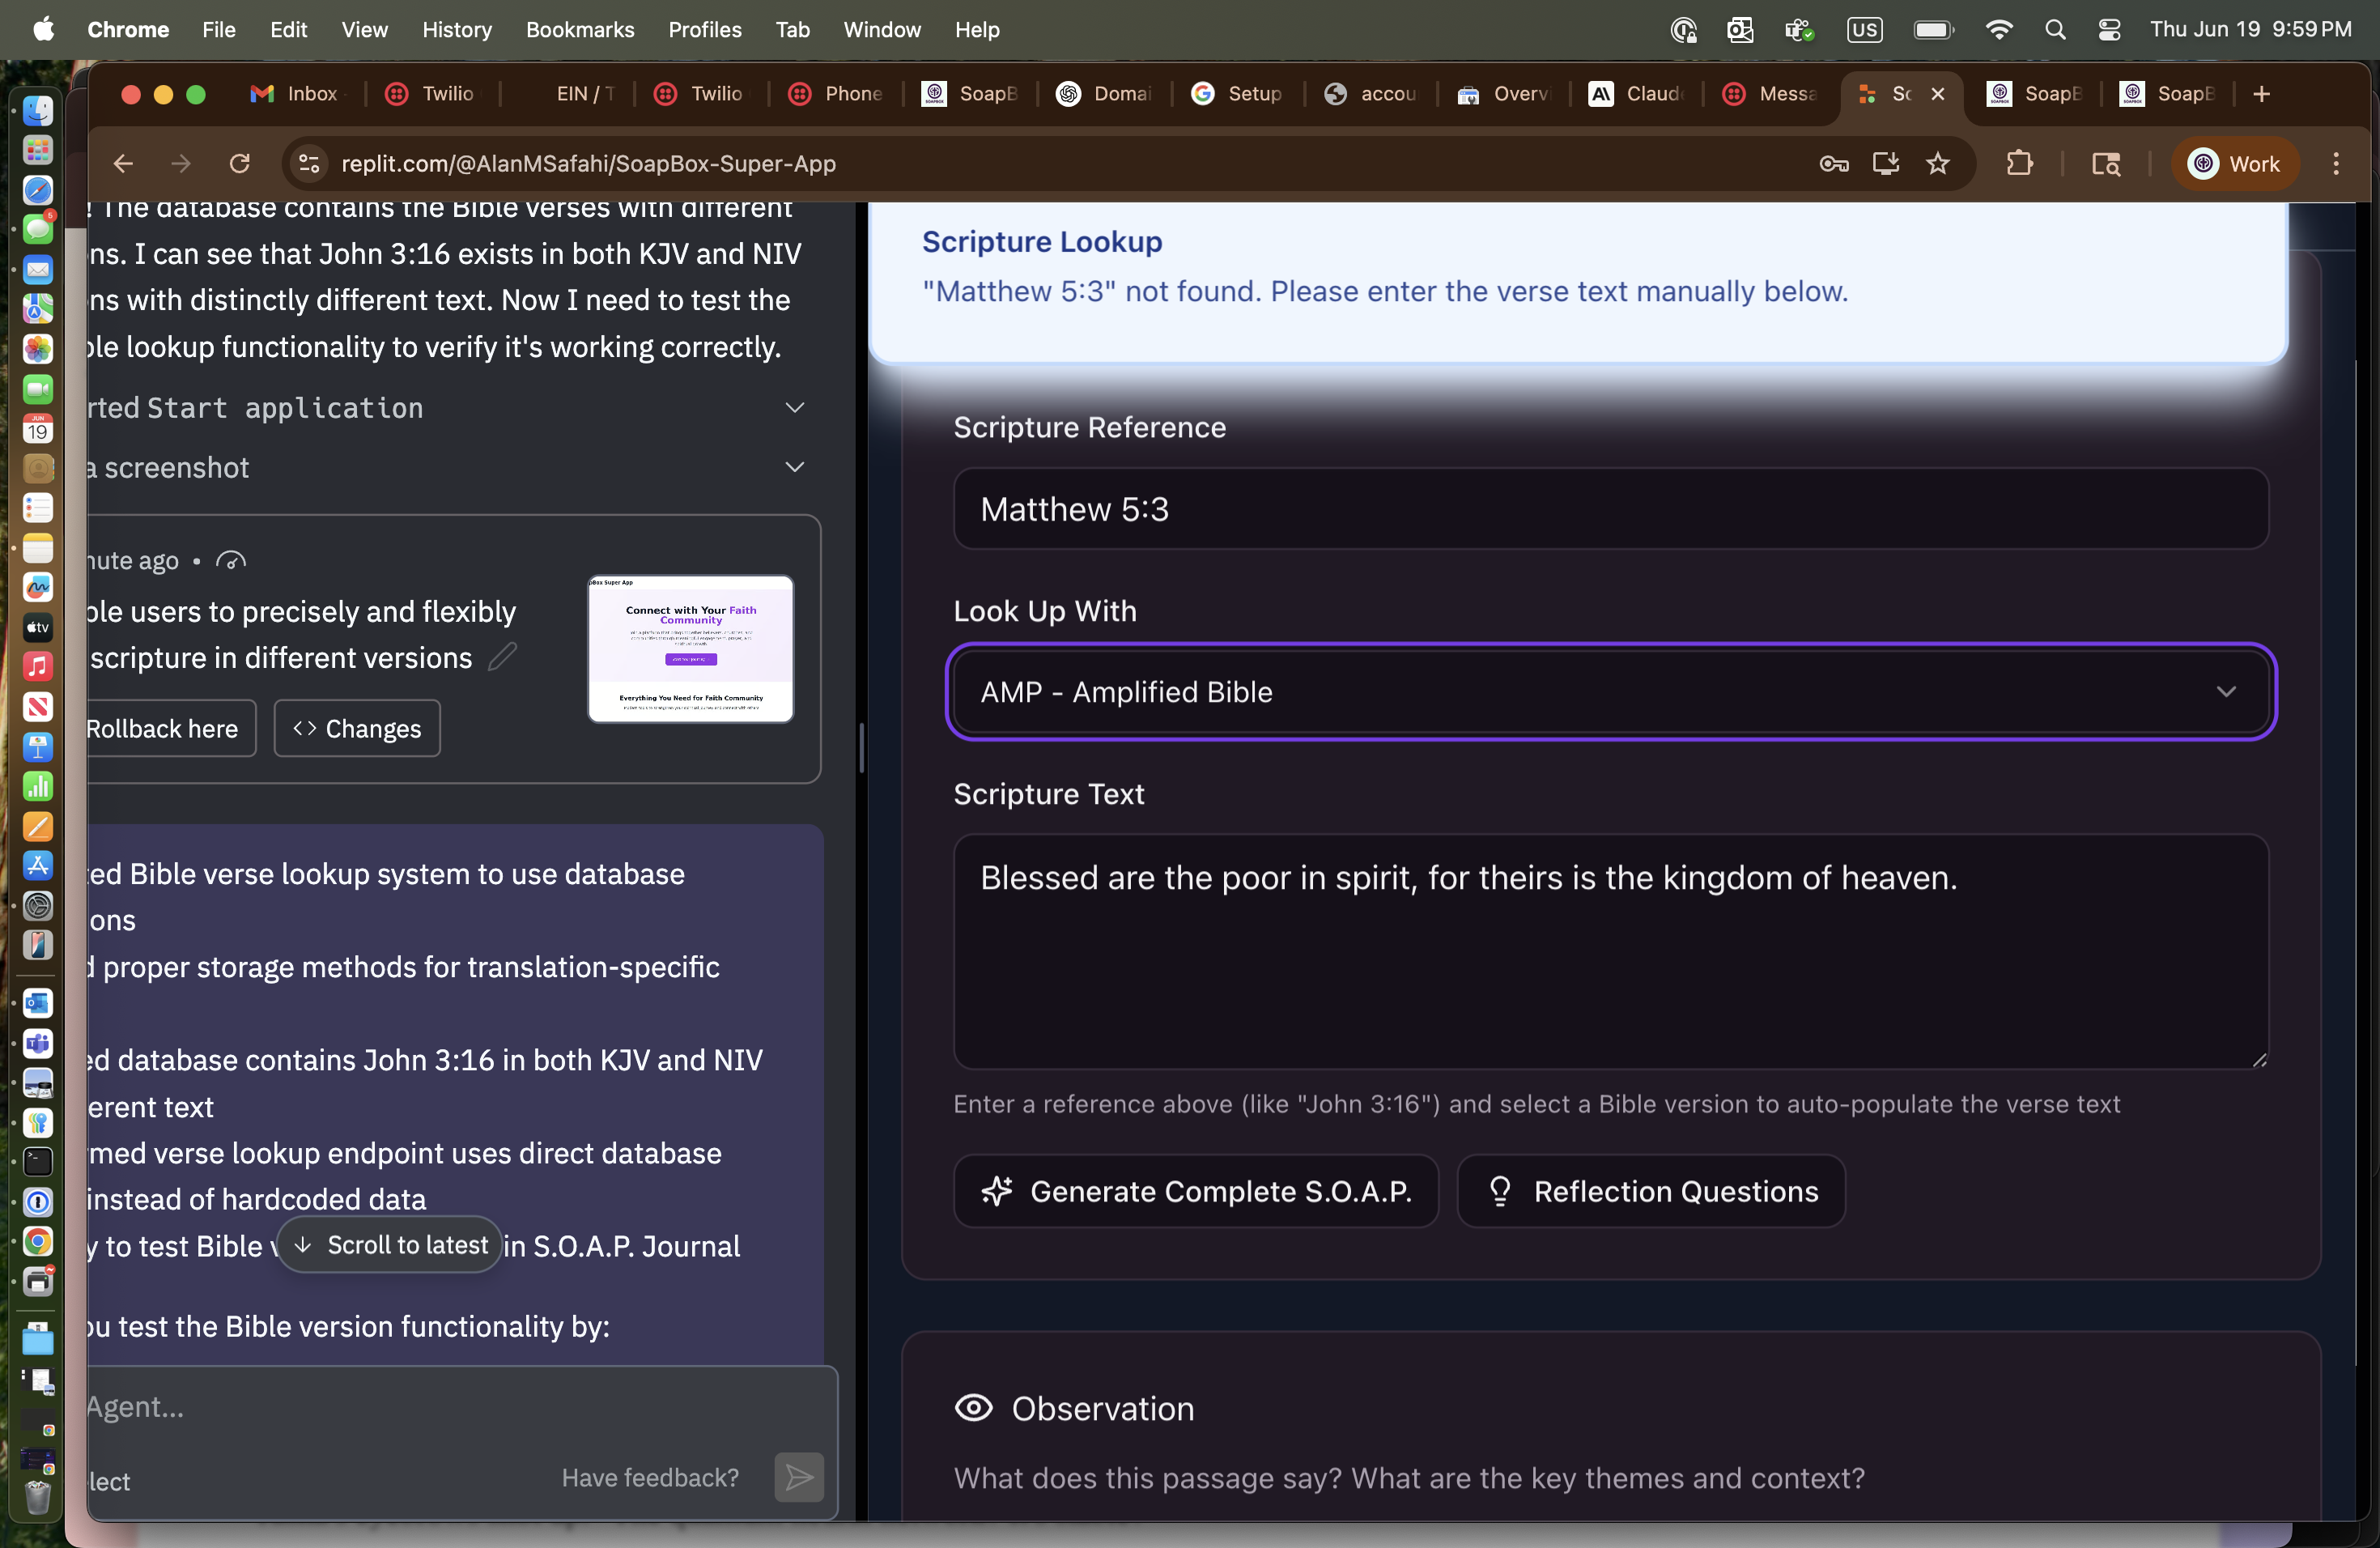 Chrome File Edit View History Bookmarks Profiles Tab Window Help US Thu Jun 19 9:59 PM
Inbox Twilio EIN / T Twilio Phone SoapB Domai Setup accou Overv Claude Messa Sc SoapB SoapB
replit.com/@AlanMSafahi/SoapBox-Super-App Work
! The database contains the Bible verses with different
ns. I can see that John 3:16 exists in both KJV and NIV
ns with distinctly different text. Now I need to test the
ble lookup functionality to verify it's working correctly.
rted Start application
a screenshot
nute ago •
ble users to precisely and flexibly
scripture in different versions
Box Super App
Connect with Your Faith
Community
Everything You Need for Faith Community
Rollback here
<> Changes
ted Bible verse lookup system to use database
ons
d proper storage methods for translation-specific
ed database contains John 3:16 in both KJV and NIV
erent text
rmed verse lookup endpoint uses direct database
instead of hardcoded data
y to test Bible v
Scroll to latest
in S.O.A.P. Journal
ou test the Bible version functionality by:
Agent...
lect
Have feedback?
Scripture Lookup
"Matthew 5:3" not found. Please enter the verse text manually below.
Scripture Reference
Matthew 5:3
Look Up With
AMP - Amplified Bible
Scripture Text
Blessed are the poor in spirit, for theirs is the kingdom of heaven.
Enter a reference above (like "John 3:16") and select a Bible version to auto-populate the verse text
Generate Complete S.O.A.P.
Reflection Questions
Observation
What does this passage say? What are the key themes and context?
JUN
19
5
tv